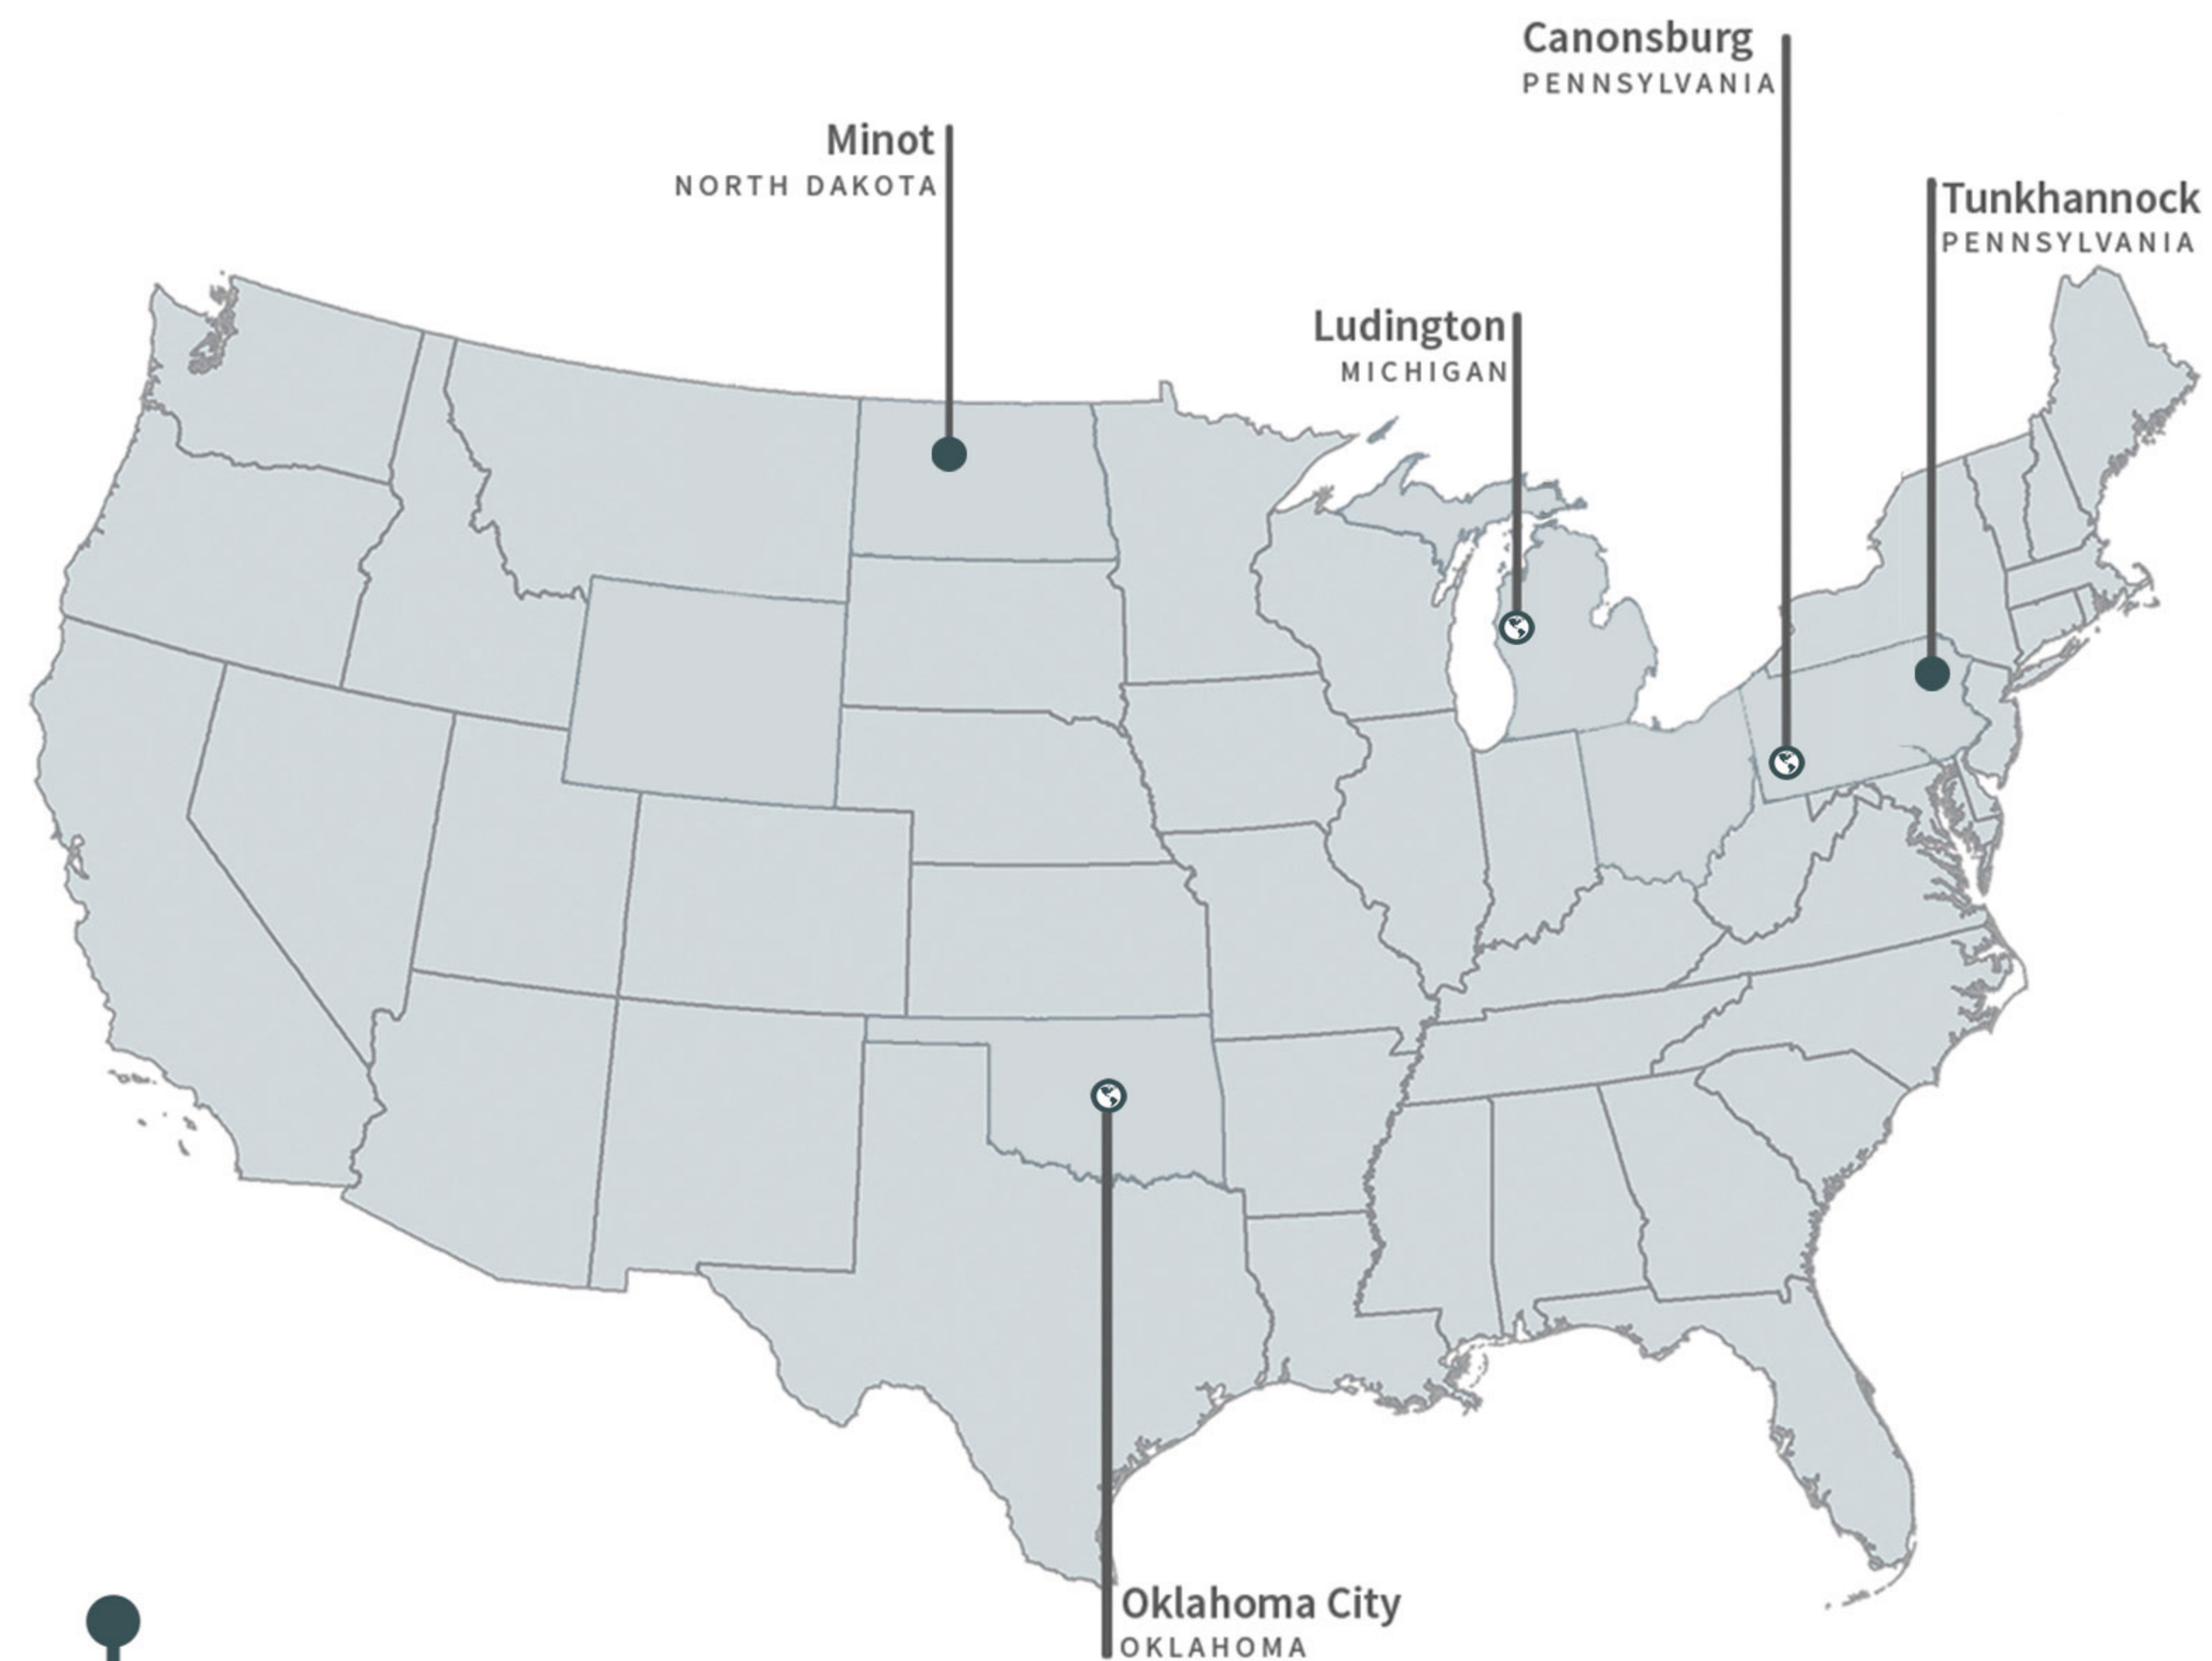 Canonsburg
PENNSYLVANIA
Minot
NORTH DAKOTA
Tunkhannock
PENNSYLVANIA
Ludington
MICHIGAN
Oklahoma City
OKLAHOMA